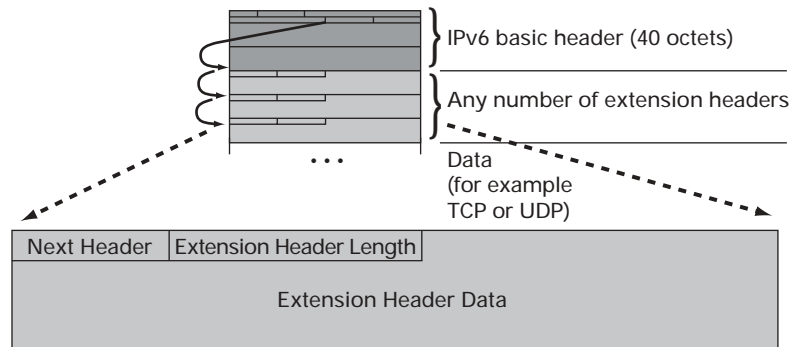 IPv6 basic header (40 octets)
Any number of extension headers
Data
(for example
TCP or UDP)
Next Header
Extension Header Length
Extension Header Data